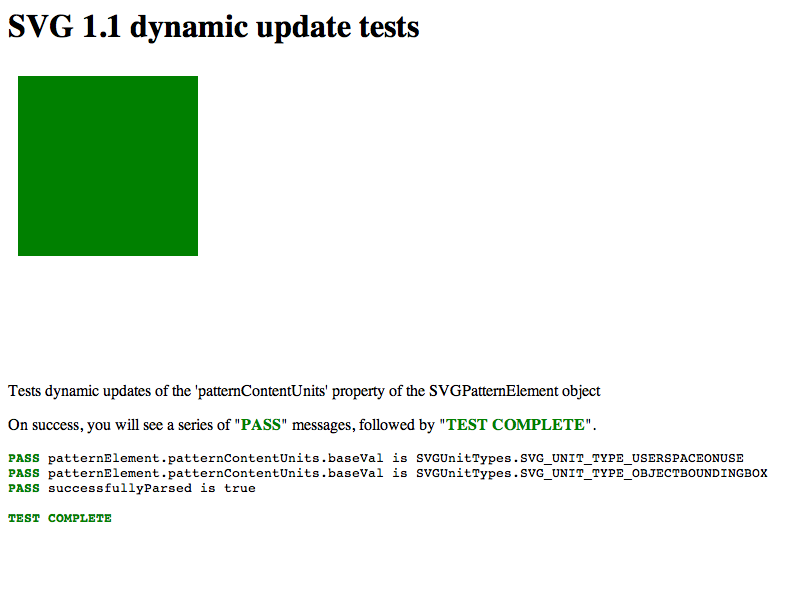 SVG 1.1 dynamic update tests
Tests dynamic updates of the 'patternContentUnits' property of the SVGPatternElement object
On success, you will see a series of "PASS" messages, followed by "TEST COMPLETE".
PASS patternElement.patternContentUnits.baseVal is SVGUnitTypes.SVG_UNIT_TYPE_USERSPACEONUSE
PASS patternElement.patternContentUnits.baseVal is SVGUnitTypes.SVG_UNIT_TYPE_OBJECTBOUNDINGBOX
PASS successfullyParsed is true
TEST COMPLETE